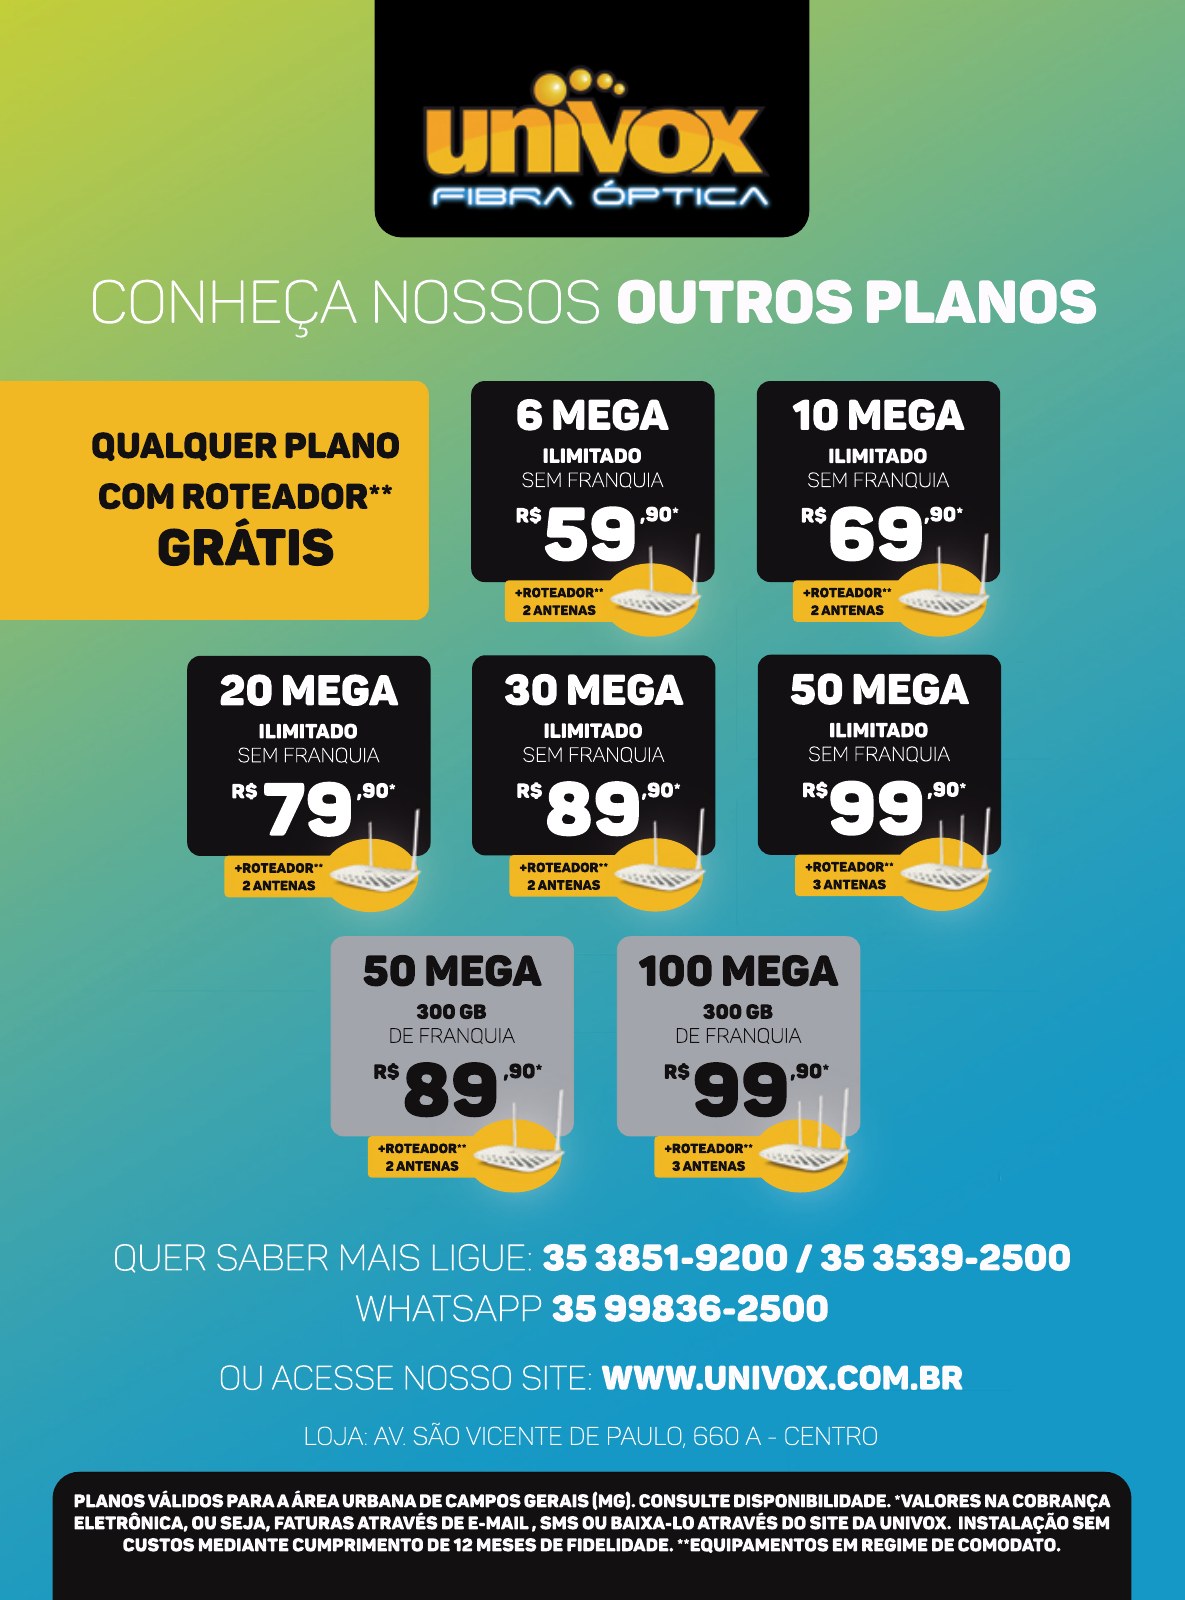 univox
FIBRA ÓPTICA
CONHEÇA NOSSOS OUTROS PLANOS
QUALQUER PLANO
COM ROTEADOR**
GRÁTIS
6 MEGA
ILIMITADO
SEM FRANQUIA
R$ 59,90*
+ROTEADOR**
2 ANTENAS
10 MEGA
ILIMITADO
SEM FRANQUIA
R$ 69,90*
+ROTEADOR**
2 ANTENAS
20 MEGA
ILIMITADO
SEM FRANQUIA
R$ 79,90*
+ROTEADOR**
2 ANTENAS
30 MEGA
ILIMITADO
SEM FRANQUIA
R$ 89,90*
+ROTEADOR**
2 ANTENAS
50 MEGA
ILIMITADO
SEM FRANQUIA
R$ 99,90*
+ROTEADOR**
3 ANTENAS
50 MEGA
300 GB
DE FRANQUIA
R$ 89,90*
+ROTEADOR**
2 ANTENAS
100 MEGA
300 GB
DE FRANQUIA
R$ 99,90*
+ROTEADOR**
3 ANTENAS
QUER SABER MAIS LIGUE: 35 3851-9200 / 35 3539-2500
WHATSAPP 35 99836-2500
OU ACESSE NOSSO SITE: WWW.UNIVOX.COM.BR
LOJA: AV. SÃO VICENTE DE PAULO, 660 A - CENTRO
PLANOS VÁLIDOS PARA A ÁREA URBANA DE CAMPOS GERAIS (MG). CONSULTE DISPONIBILIDADE. *VALORES NA COBRANÇA
ELETRÔNICA, OU SEJA, FATURAS ATRAVÉS DE E-MAIL , SMS OU BAIXA-LO ATRAVÉS DO SITE DA UNIVOX. INSTALAÇÃO SEM
CUSTOS MEDIANTE CUMPRIMENTO DE 12 MESES DE FIDELIDADE. **EQUIPAMENTOS EM REGIME DE COMODATO.